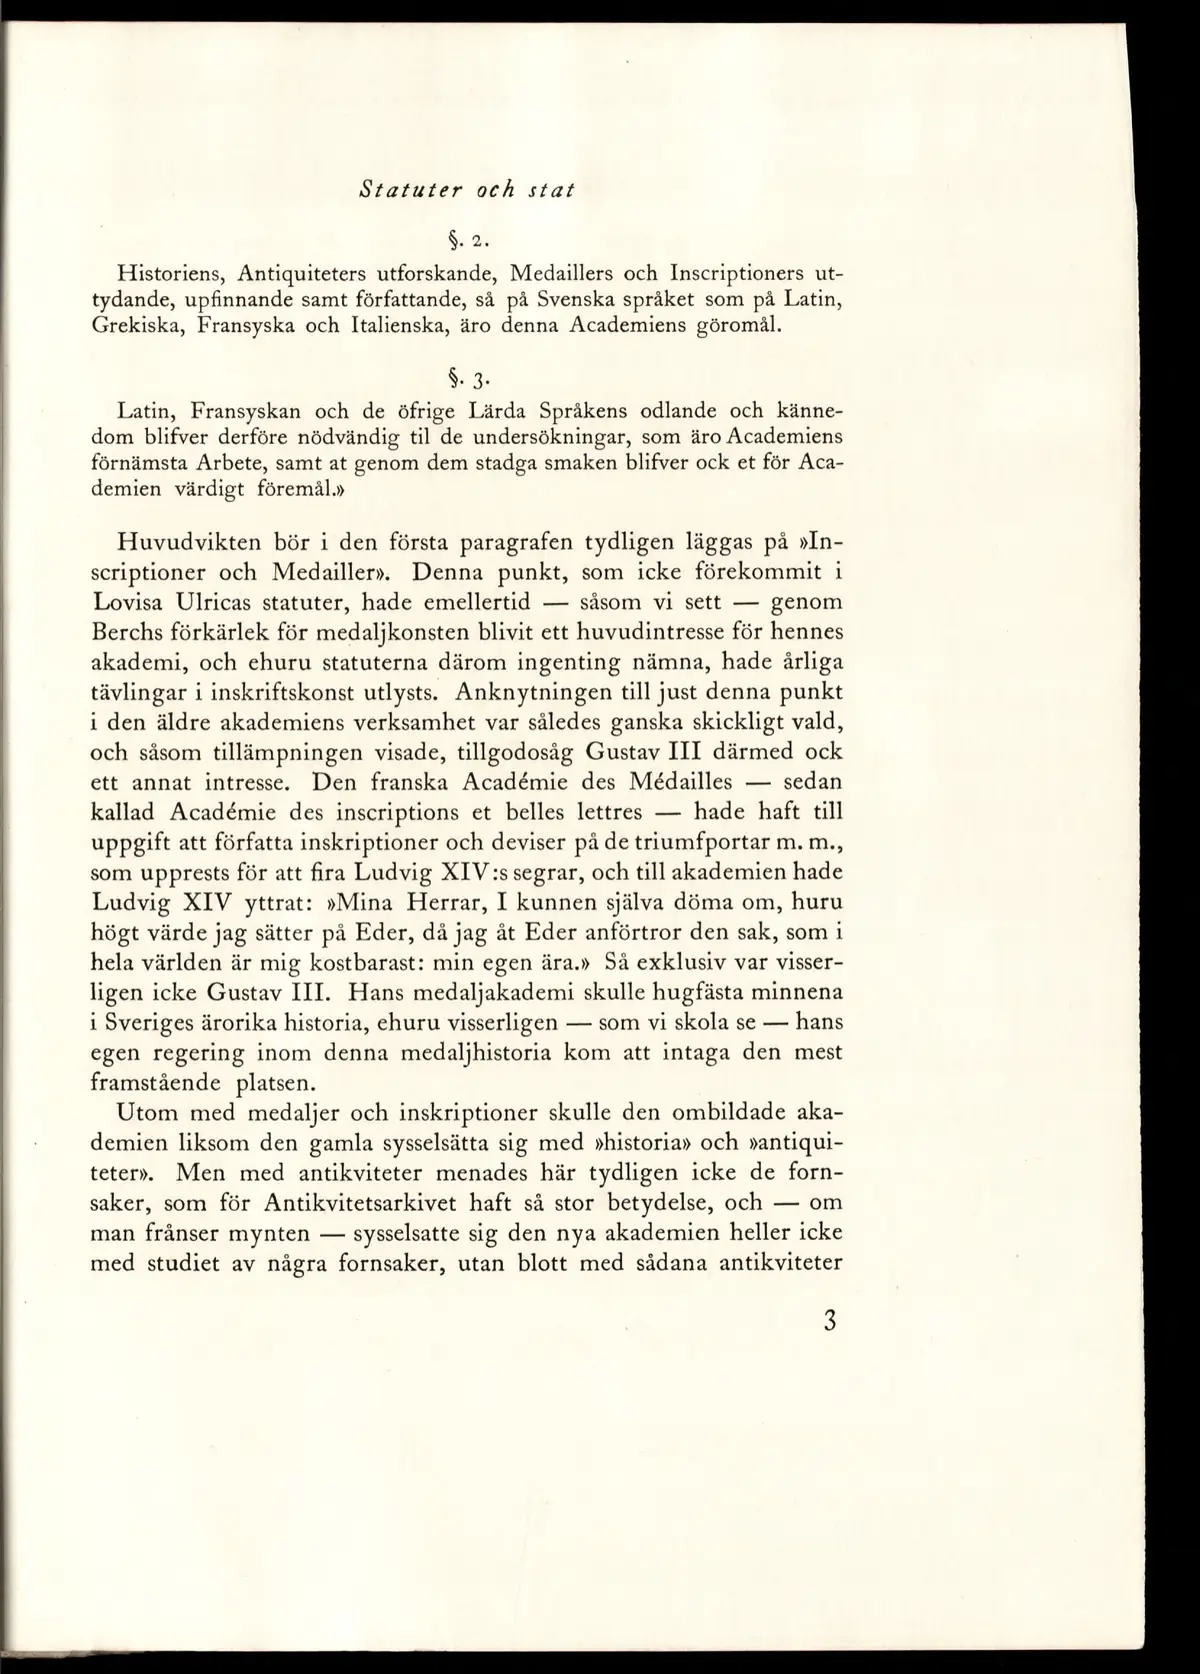 Statuter och stat
§. 2.
Historiens, Antiquiteters utforskande, Medaillers och Inscriptioners ut-
tydande, upfinnande samt författande, så på Svenska språket som på Latin,
Grekiska, Fransyska och Italienska, äro denna Academiens göromål.
§. 3.
Latin, Fransyskan och de öfrige Lärda Språkens odlande och känne-
dom blifver derföre nödvändig til de undersökningar, som äro Academiens
förnämsta Arbete, samt at genom dem stadga smaken blifver ock et för Aca-
demien värdigt föremål.»
Huvudvikten bör i den första paragrafen tydligen läggas på »In-
scriptioner och Medailler». Denna punkt, som icke förekommit i
Lovisa Ulricas statuter, hade emellertid — såsom vi sett — genom
Berchs förkärlek för medaljkonsten blivit ett huvudintresse för hennes
akademi, och ehuru statuterna därom ingenting nämna, hade årliga
tävlingar i inskriftskonst utlysts. Anknytningen till just denna punkt
i den äldre akademiens verksamhet var således ganska skickligt vald,
och såsom tillämpningen visade, tillgodosåg Gustav III därmed ock
ett annat intresse. Den franska Académie des Médailles — sedan
kallad Académie des inscriptions et belles lettres — hade haft till
uppgift att författa inskriptioner och deviser på de triumfportar m. m.,
som upprests för att fira Ludvig XIV:s segrar, och till akademien hade
Ludvig XIV yttrat: »Mina Herrar, I kunnen själva döma om, huru
högt värde jag sätter på Eder, då jag åt Eder anförtror den sak, som i
hela världen är mig kostbarast: min egen ära.» Så exklusiv var visser-
ligen icke Gustav III. Hans medaljakademi skulle hugfästa minnena
i Sveriges ärorika historia, ehuru visserligen — som vi skola se — hans
egen regering inom denna medaljhistoria kom att intaga den mest
framstående platsen.
Utom med medaljer och inskriptioner skulle den ombildade aka-
demien liksom den gamla sysselsätta sig med »historia» och »antiqui-
teter». Men med antikviteter menades här tydligen icke de forn-
saker, som för Antikvitetsarkivet haft så stor betydelse, och — om
man frånser mynten — sysselsatte sig den nya akademien heller icke
med studiet av några fornsaker, utan blott med sådana antikviteter
3